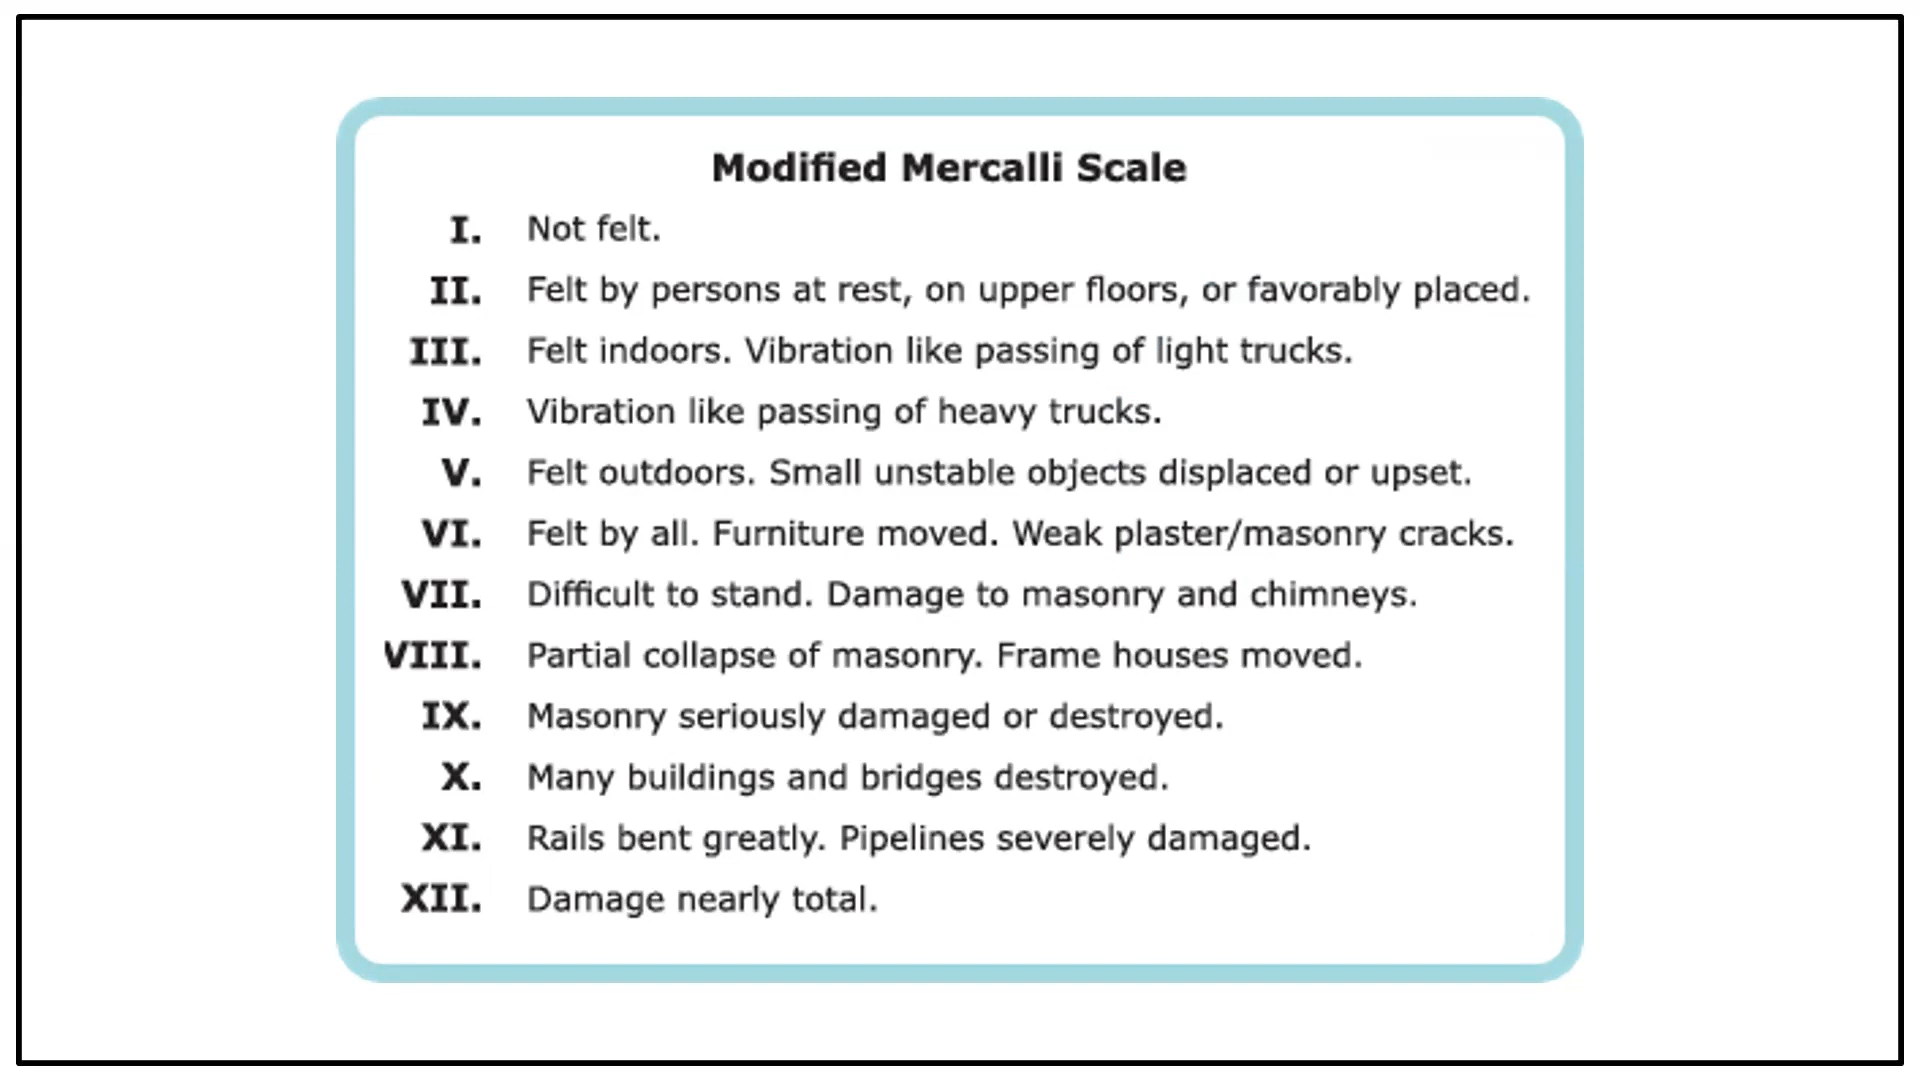 Modified Mercalli Scale
I. Not felt.
II. Felt by persons at rest, on upper floors, or favorably placed.
III. Felt indoors. Vibration like passing of light trucks.
IV. Vibration like passing of heavy trucks.
V. Felt outdoors. Small unstable objects displaced or upset.
VI. Felt by all. Furniture moved. Weak plaster/masonry cracks.
VII. Difficult to stand. Damage to masonry and chimneys.
VIII. Partial collapse of masonry. Frame houses moved.
IX. Masonry seriously damaged or destroyed.
X. Many buildings and bridges destroyed.
XI. Rails bent greatly. Pipelines severely damaged.
XII. Damage nearly total.